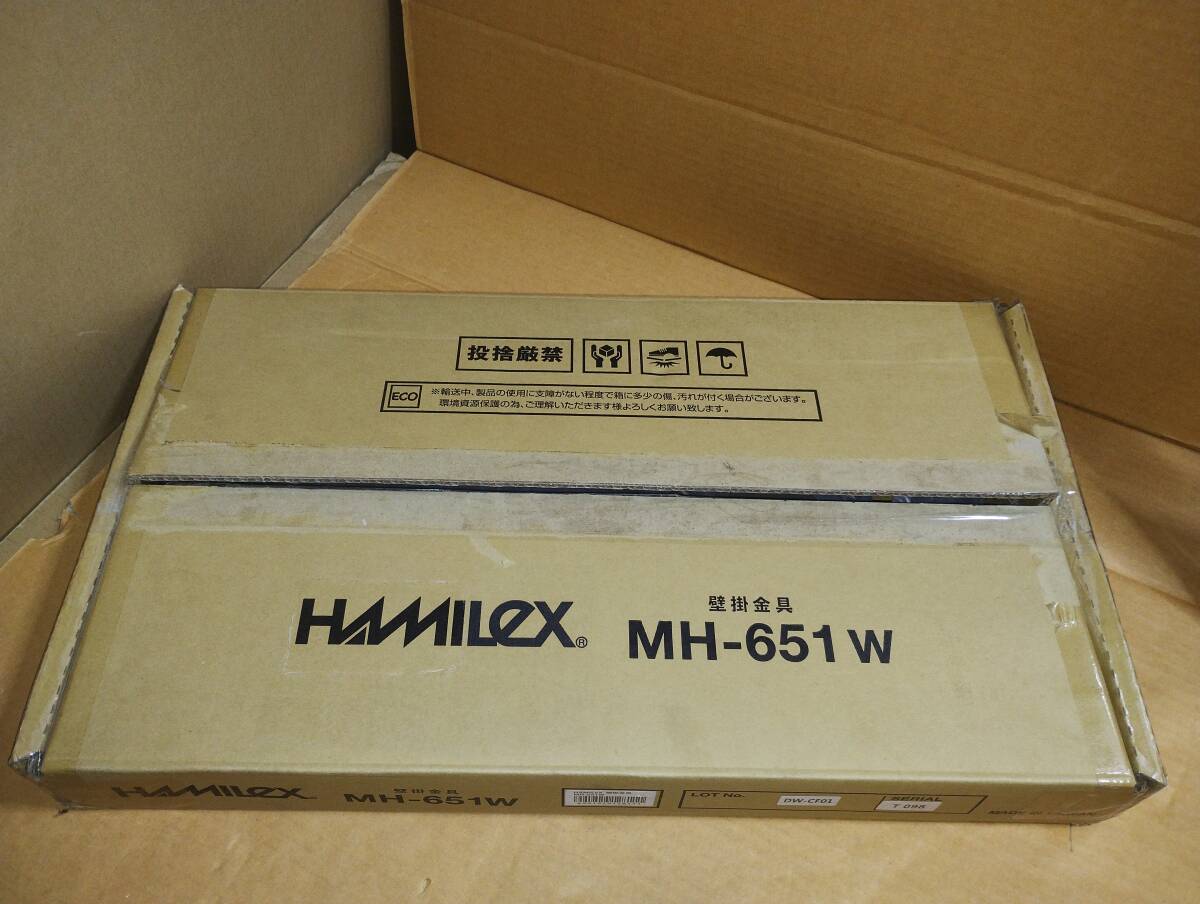 投捨厳禁
ECO
※輸送中、製品の使用に支障がない程度で箱に多少の傷、汚れが付く場合がございます。
環境資源保護の為、ご理解いただきます様よろしくお願い致します。
HAMILeX®
壁掛金具
MH-651W
HAMILeX
壁掛金具
MH-651W
LOT No.
DW-CF01
SERIAL
T 098
MADE IN